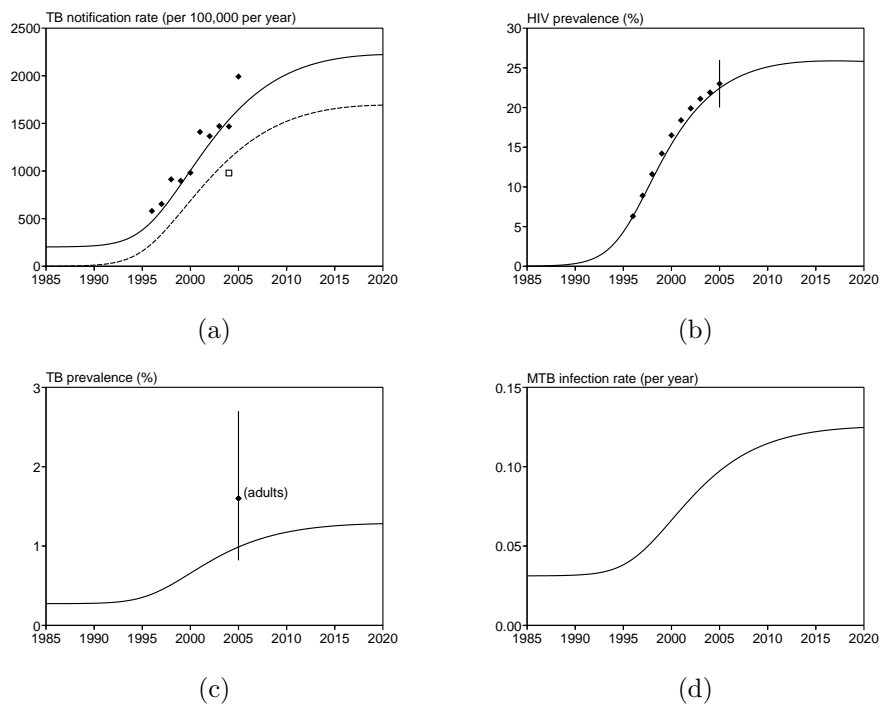 TB notification rate (per 100,000 per year)
2500
2000
1500
1000
500
0
1985 1990 1995 2000 2005 2010 2015 2020
(a)
HIV prevalence (%)
30
25
20
15
10
5
0
1985 1990 1995 2000 2005 2010 2015 2020
(b)
TB prevalence (%)
3
2
(adults)
1
0
1985 1990 1995 2000 2005 2010 2015 2020
(c)
MTB infection rate (per year)
0.15
0.10
0.05
0.00
1985 1990 1995 2000 2005 2010 2015 2020
(d)